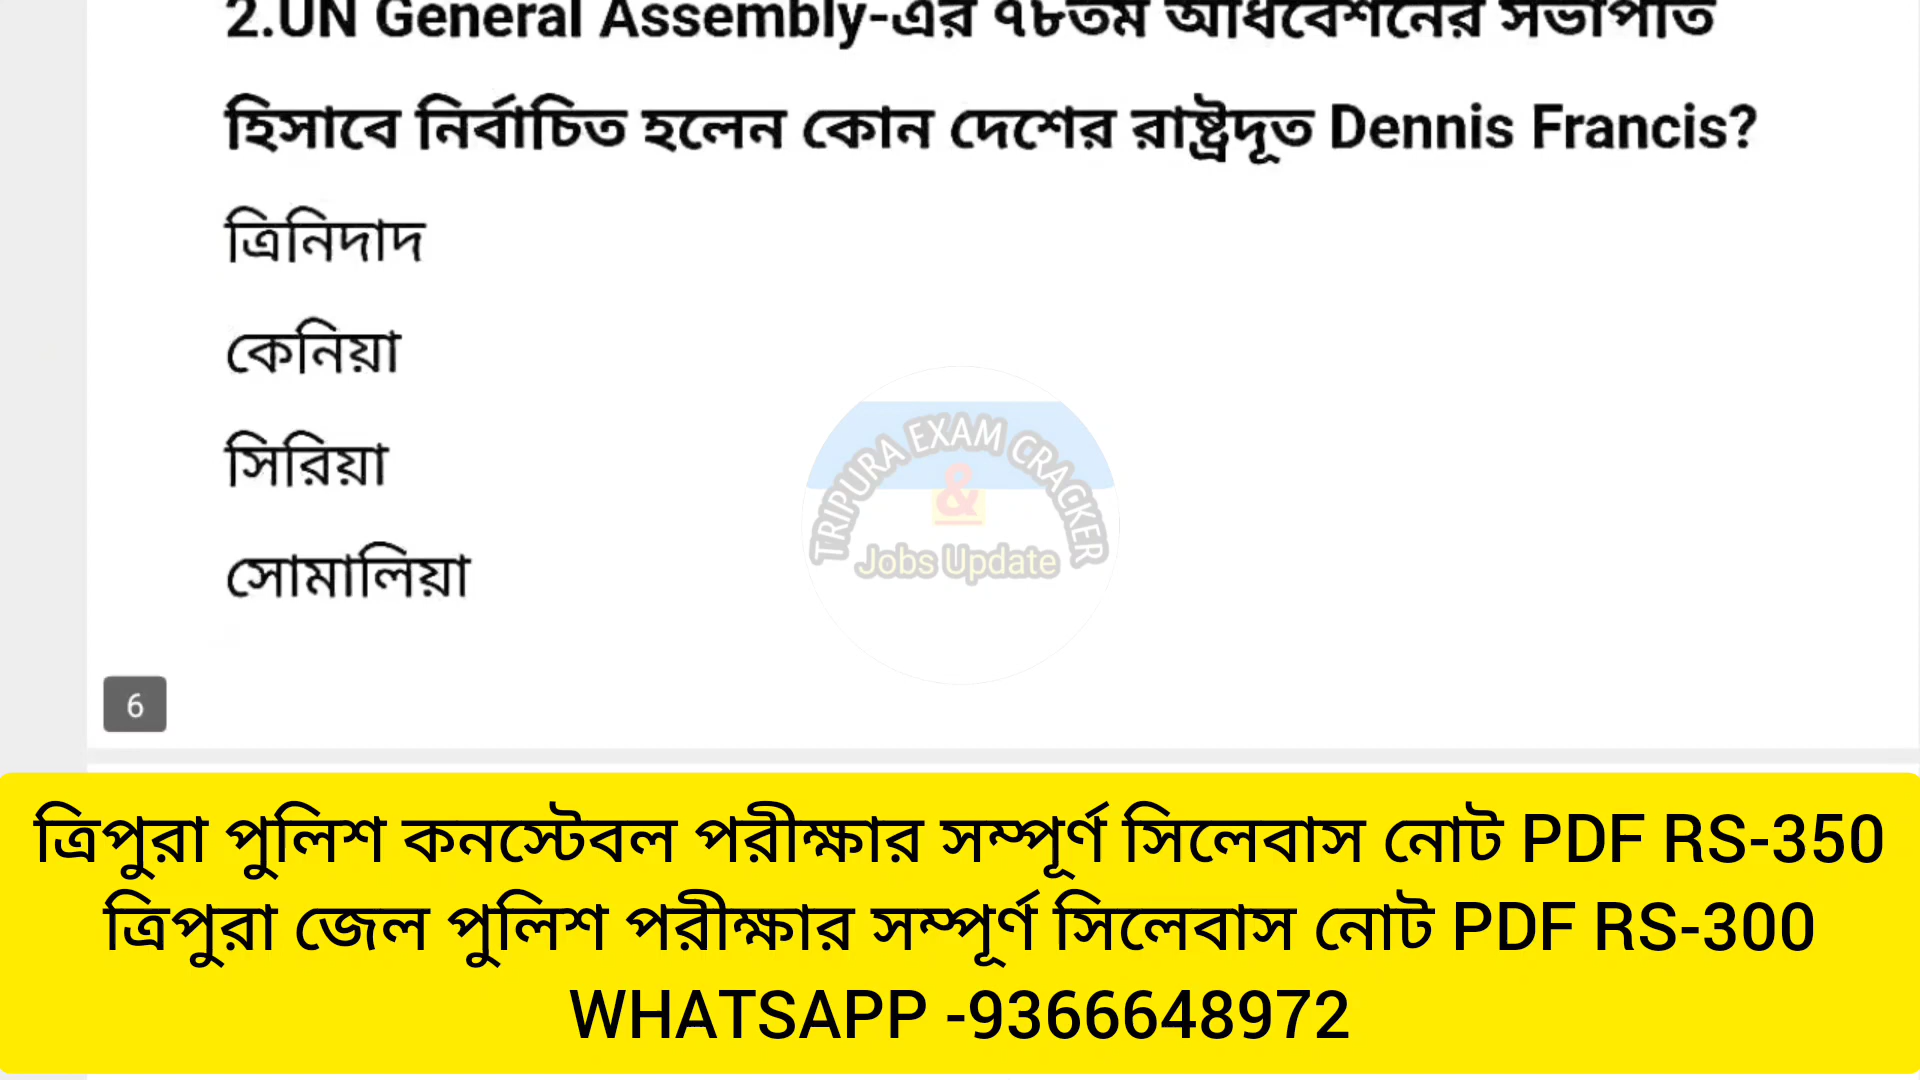 2.UN General Assembly-এর ৭৮তম অধিবেশনের সভাপতি
হিসাবে নির্বাচিত হলেন কোন দেশের রাষ্ট্রদূত Dennis Francis?
ত্রিনিদাদ
কেনিয়া
সিরিয়া
সোমালিয়া
TRIPURA EXAM CRACKER
&
Jobs Update
6
ত্রিপুরা পুলিশ কনস্টেবল পরীক্ষার সম্পূর্ণ সিলেবাস নোট PDF RS-350
ত্রিপুরা জেল পুলিশ পরীক্ষার সম্পূর্ণ সিলেবাস নোট PDF RS-300
WHATSAPP -9366648972